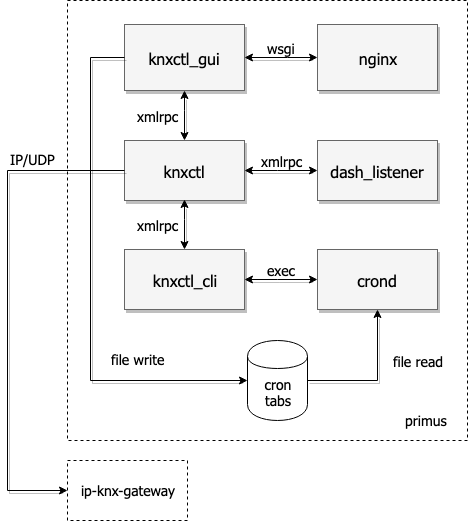 knxctl_gui
wsgi
nginx
xmlrpc
IP/UDP
knxctl
xmlrpc
dash_listener
xmlrpc
knxctl_cli
exec
crond
file write
cron
tabs
file read
primus
ip-knx-gateway